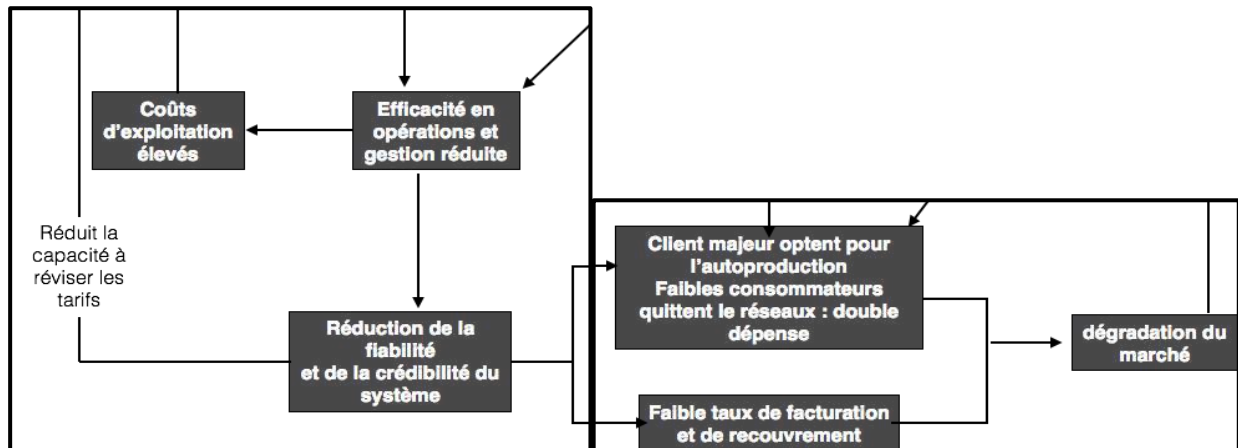 Coûts
d'exploitation
élevés
Efficacité en
opérations et
gestion réduite
Réduit la
capacité à
réviser les
tarifs
Client majeur optent pour
l'autoproduction
Faibles consommateurs
quittent le réseaux : double
dépense
Réduction de la
fiabilité
et de la crédibilité du
système
dégradation du
marché
Faible taux de facturation
et de recouvrement